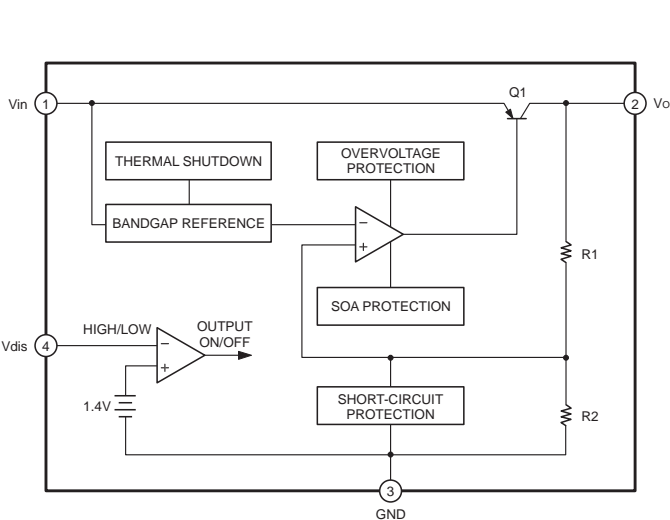 Q1
Vin 1
2 Vo
THERMAL SHUTDOWN
OVERVOLTAGE
PROTECTION
BANDGAP REFERENCE
−
+
R1
SOA PROTECTION
HIGH/LOW
OUTPUT
ON/OFF
Vdis 4
−
+
1.4V
SHORT-CIRCUIT
PROTECTION
R2
3
GND